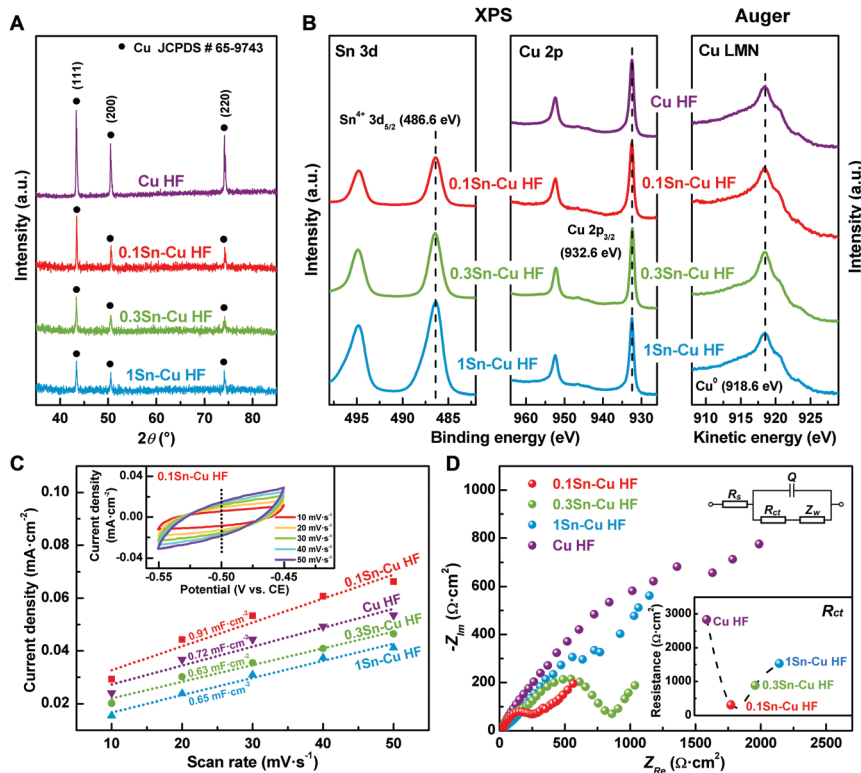 A
● Cu JCPDS # 65-9743
(111)
(200)
(220)
Cu HF
0.1Sn-Cu HF
0.3Sn-Cu HF
1Sn-Cu HF
Intensity (a.u.)
40 50 60 70 80
2θ (°)
B
XPS
Auger
Sn 3d
Cu 2p
Cu LMN
Sn⁴⁺ 3d₅/₂ (486.6 eV)
Cu HF
0.1Sn-Cu HF
0.1Sn-Cu HF
Cu 2p₃/₂
(932.6 eV)
0.3Sn-Cu HF
0.3Sn-Cu HF
1Sn-Cu HF
1Sn-Cu HF
Cu⁰ (918.6 eV)
Intensity (a.u.)
Intensity (a.u.)
Intensity (a.u.)
495 490 485
960 950 940 930
910 915 920 925
Binding energy (eV)
Kinetic energy (eV)
C
0.1Sn-Cu HF
Current density
(mA·cm⁻²)
0.04
0.00
-0.04
10 mV·s⁻¹
20 mV·s⁻¹
30 mV·s⁻¹
40 mV·s⁻¹
50 mV·s⁻¹
-0.55 -0.50 -0.45
Potential (V vs. CE)
0.10
0.08
0.06
0.04
0.02
Current density (mA·cm⁻²)
0.1Sn-Cu HF
0.91 mF·cm⁻²
Cu HF
0.72 mF·cm⁻²
0.3Sn-Cu HF
0.63 mF·cm⁻²
1Sn-Cu HF
0.65 mF·cm⁻²
10 20 30 40 50
Scan rate (mV·s⁻¹)
D
0.1Sn-Cu HF
0.3Sn-Cu HF
1Sn-Cu HF
Cu HF
Q
Rₛ
R_ct
Z_w
-1000
800
600
400
200
0
-Z_Im (Ω·cm²)
R_ct
Resistance (Ω·cm²)
3000
2000
1000
0
Cu HF
1Sn-Cu HF
0.3Sn-Cu HF
0.1Sn-Cu HF
0 500 1000 1500 2000 2500
Z_Re (Ω·cm²)